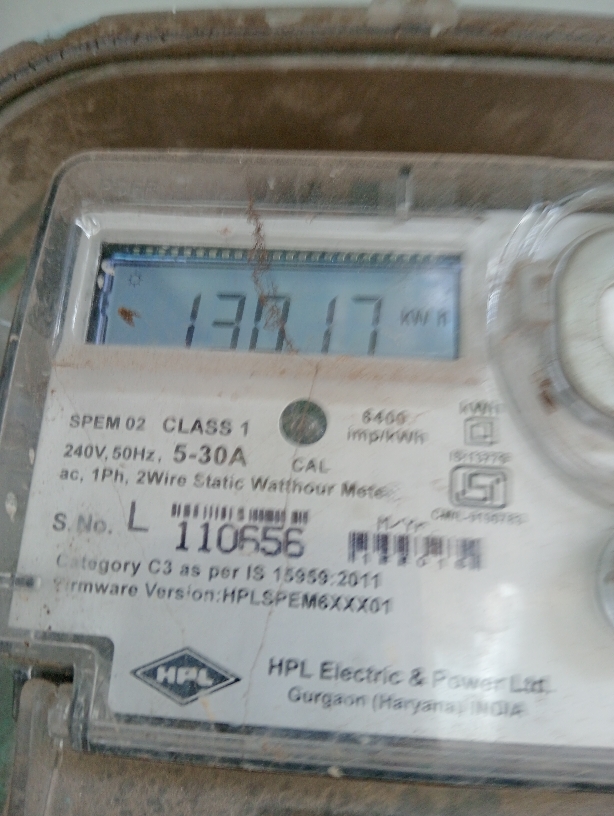 kWh
SPEM 02 CLASS 1
6400
imp/kWh
kWh
240V, 50Hz, 5-30A
CAL
ac, 1Ph, 2Wire Static Watthour Meter
S.No. L 110656
M/Yr
Category C3 as per IS 15959:2011
Firmware Version:HPLSPEM6XXX01
HPL
HPL Electric & Power Ltd.
Gurgaon (Haryana) INDIA